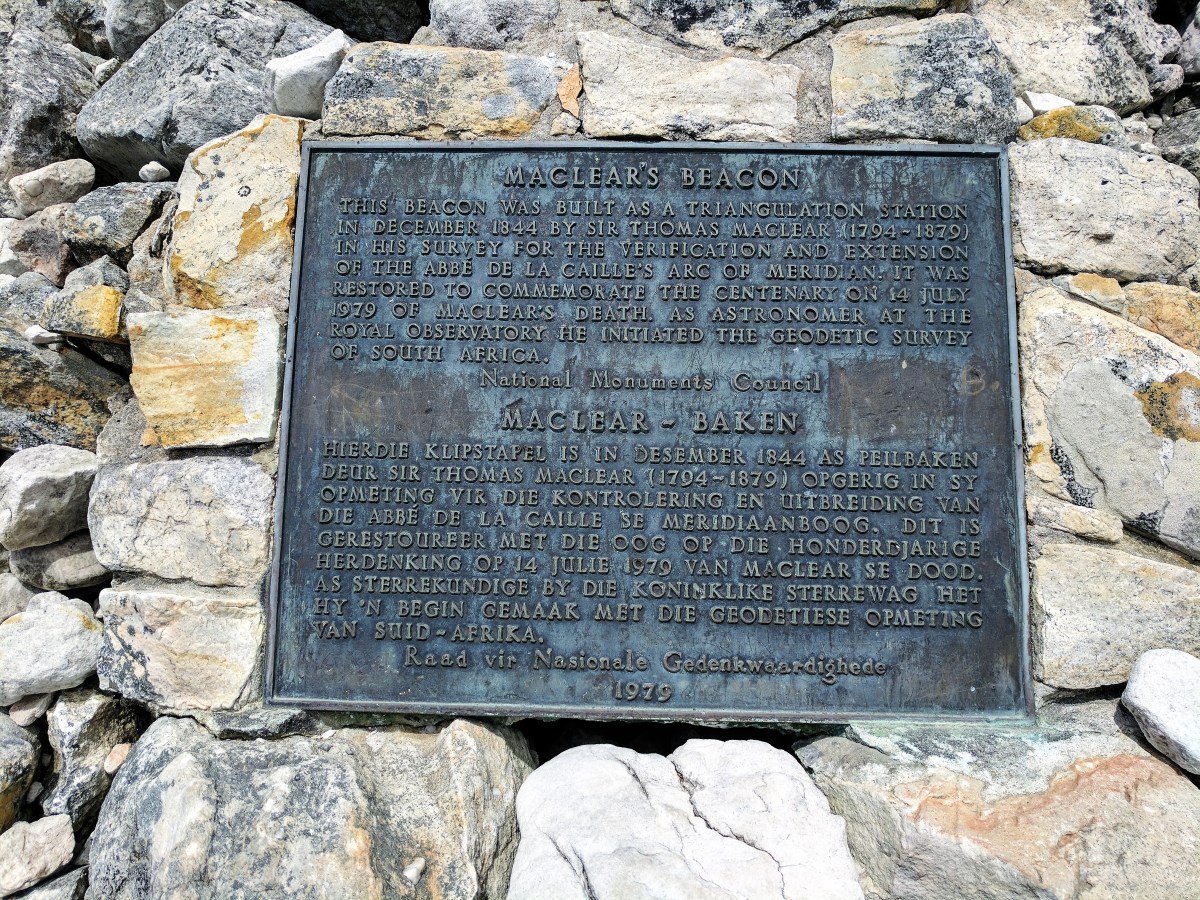 MACLEAR'S BEACON
THIS BEACON WAS BUILT AS A TRIANGULATION STATION
IN DECEMBER 1844 BY SIR THOMAS MACLEAR (1794~1879)
IN HIS SURVEY FOR THE VERIFICATION AND EXTENSION
OF THE ABBÉ DE LA CAILLE'S ARC OF MERIDIAN. IT WAS
RESTORED TO COMMEMORATE THE CENTENARY ON 14 JULY
1979 OF MACLEAR'S DEATH. AS ASTRONOMER AT THE
ROYAL OBSERVATORY HE INITIATED THE GEODETIC SURVEY
OF SOUTH AFRICA.
National Monuments Council
MACLEAR - BAKEN
HIERDIE KLIPSTAPEL IS IN DESEMBER 1844 AS PEILBAKEN
DEUR SIR THOMAS MACLEAR (1794~1879) OPGERIG IN SY
OPMETING VIR DIE KONTROLERING EN UITBREIDING VAN
DIE ABBÉ DE LA CAILLE SE MERIDIAANBOOG. DIT IS
GERESTOUREER MET DIE OOG OP DIE HONDERDJARIGE
HERDENKING OP 14 JULIE 1979 VAN MACLEAR SE DOOD.
AS STERREKUNDIGE BY DIE KONINKLIKE STERREWAG HET
HY 'N BEGIN GEMAAK MET DIE GEODETIESE OPMETING
VAN SUID-AFRIKA.
Raad vir Nasionale Gedenkwaardighede
1979